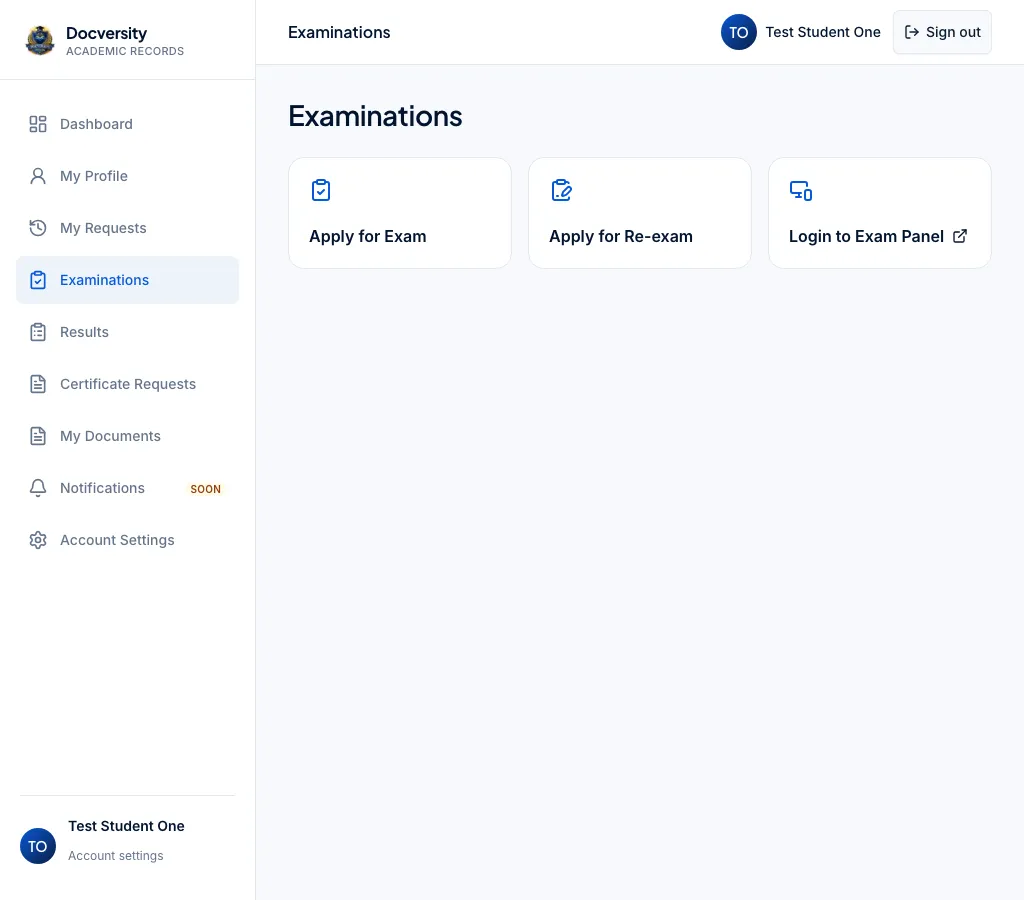 Docversity
ACADEMIC RECORDS
Dashboard
My Profile
My Requests
Examinations
Results
Certificate Requests
My Documents
Notifications SOON
Account Settings
TO
Test Student One
Account settings
Examinations
TO Test Student One Sign out
Examinations
Apply for Exam
Apply for Re-exam
Login to Exam Panel